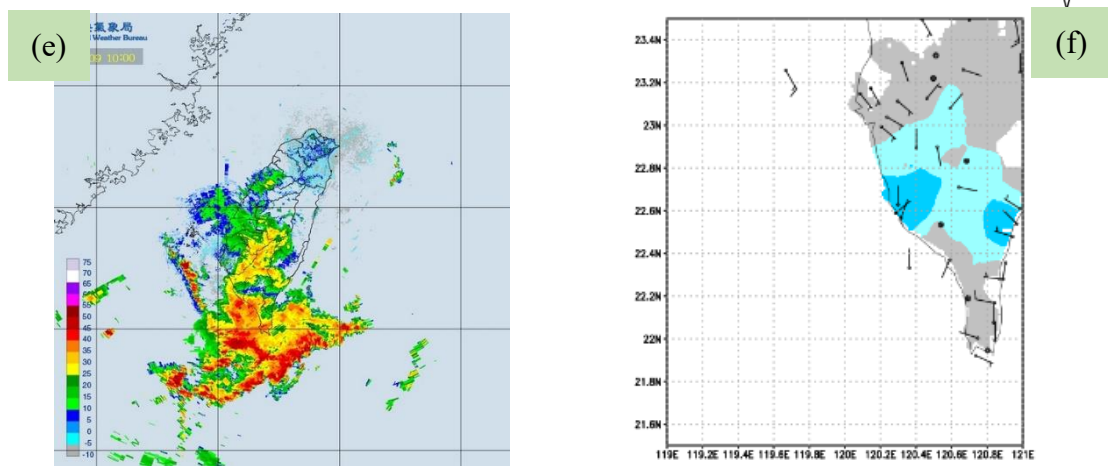 (e)
氣象局
Weather Bureau
09 10:00
75
70
65
60
55
50
45
40
35
30
25
20
15
10
5
0
-5
-10
(f)
23.4N
23.2N
23N
22.8N
22.6N
22.4N
22.2N
22N
21.8N
21.6N
119E 119.2E 119.4E 119.6E 119.8E 120E 120.2E 120.4E 120.6E 120.8E 121E